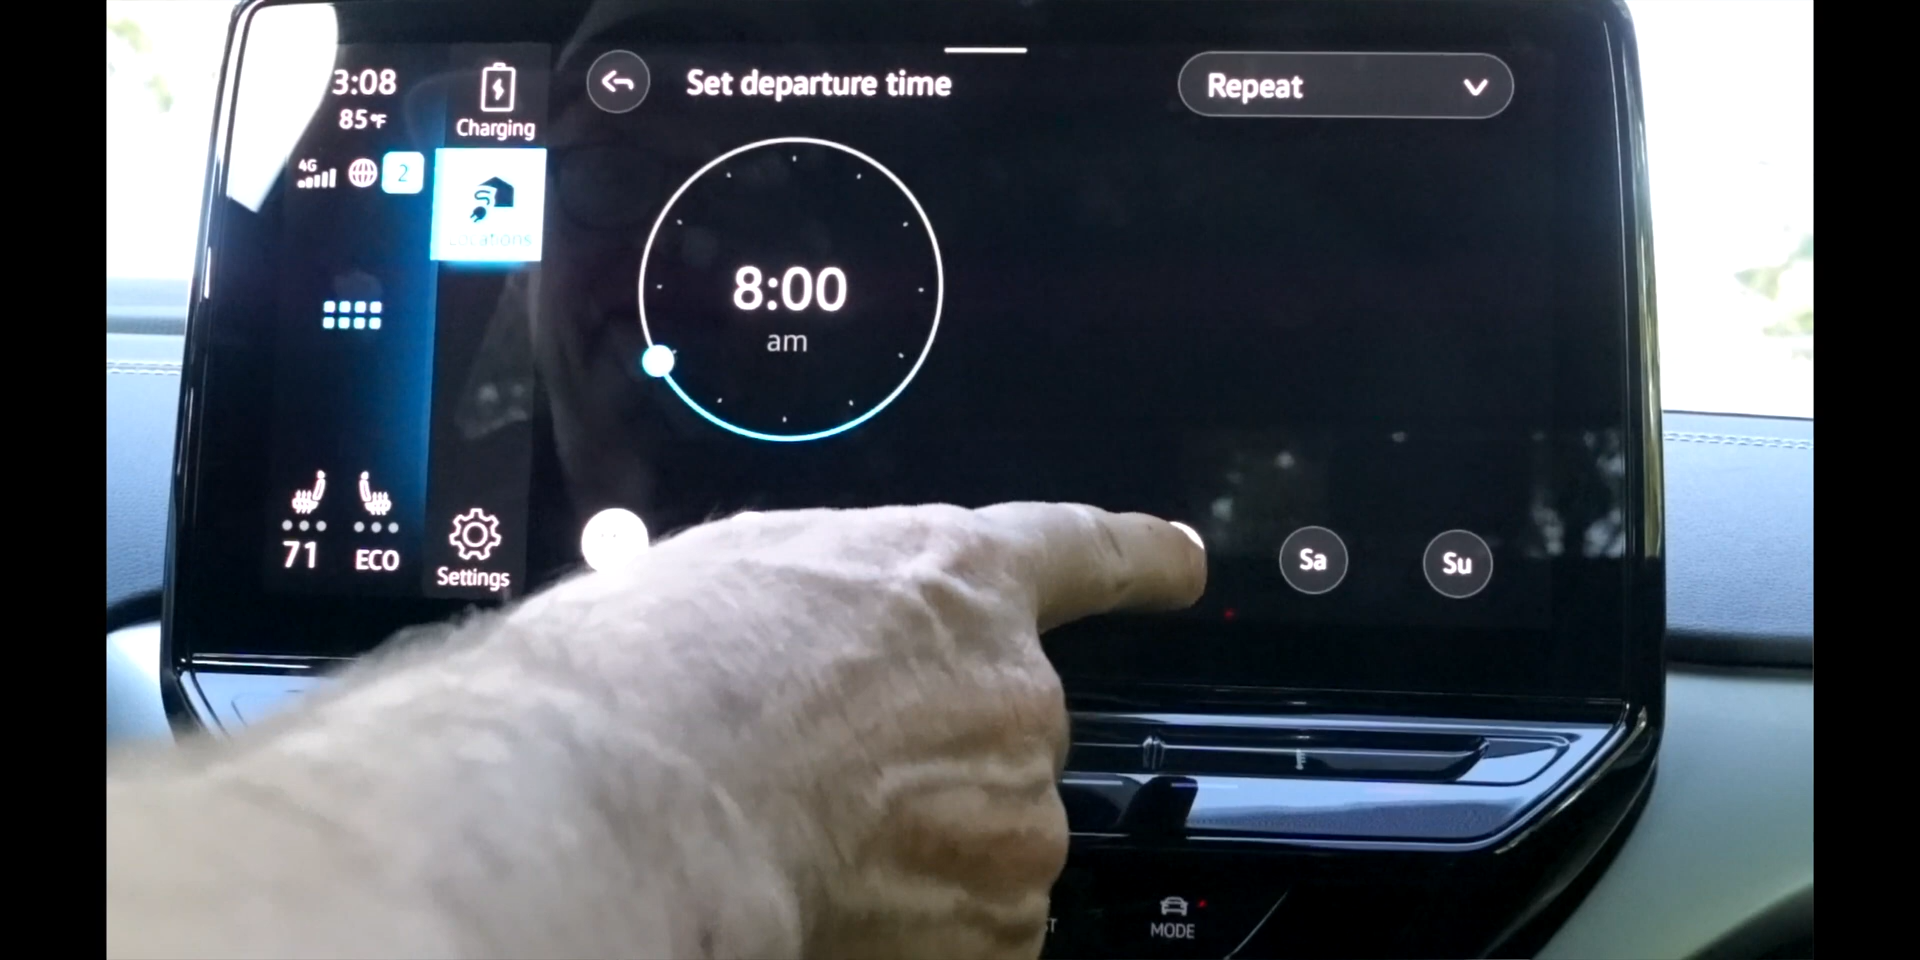 3:08
85°F
4G
2
Charging
Locations
Set departure time
Repeat
8:00
am
71
ECO
Settings
Sa
Su
MODE